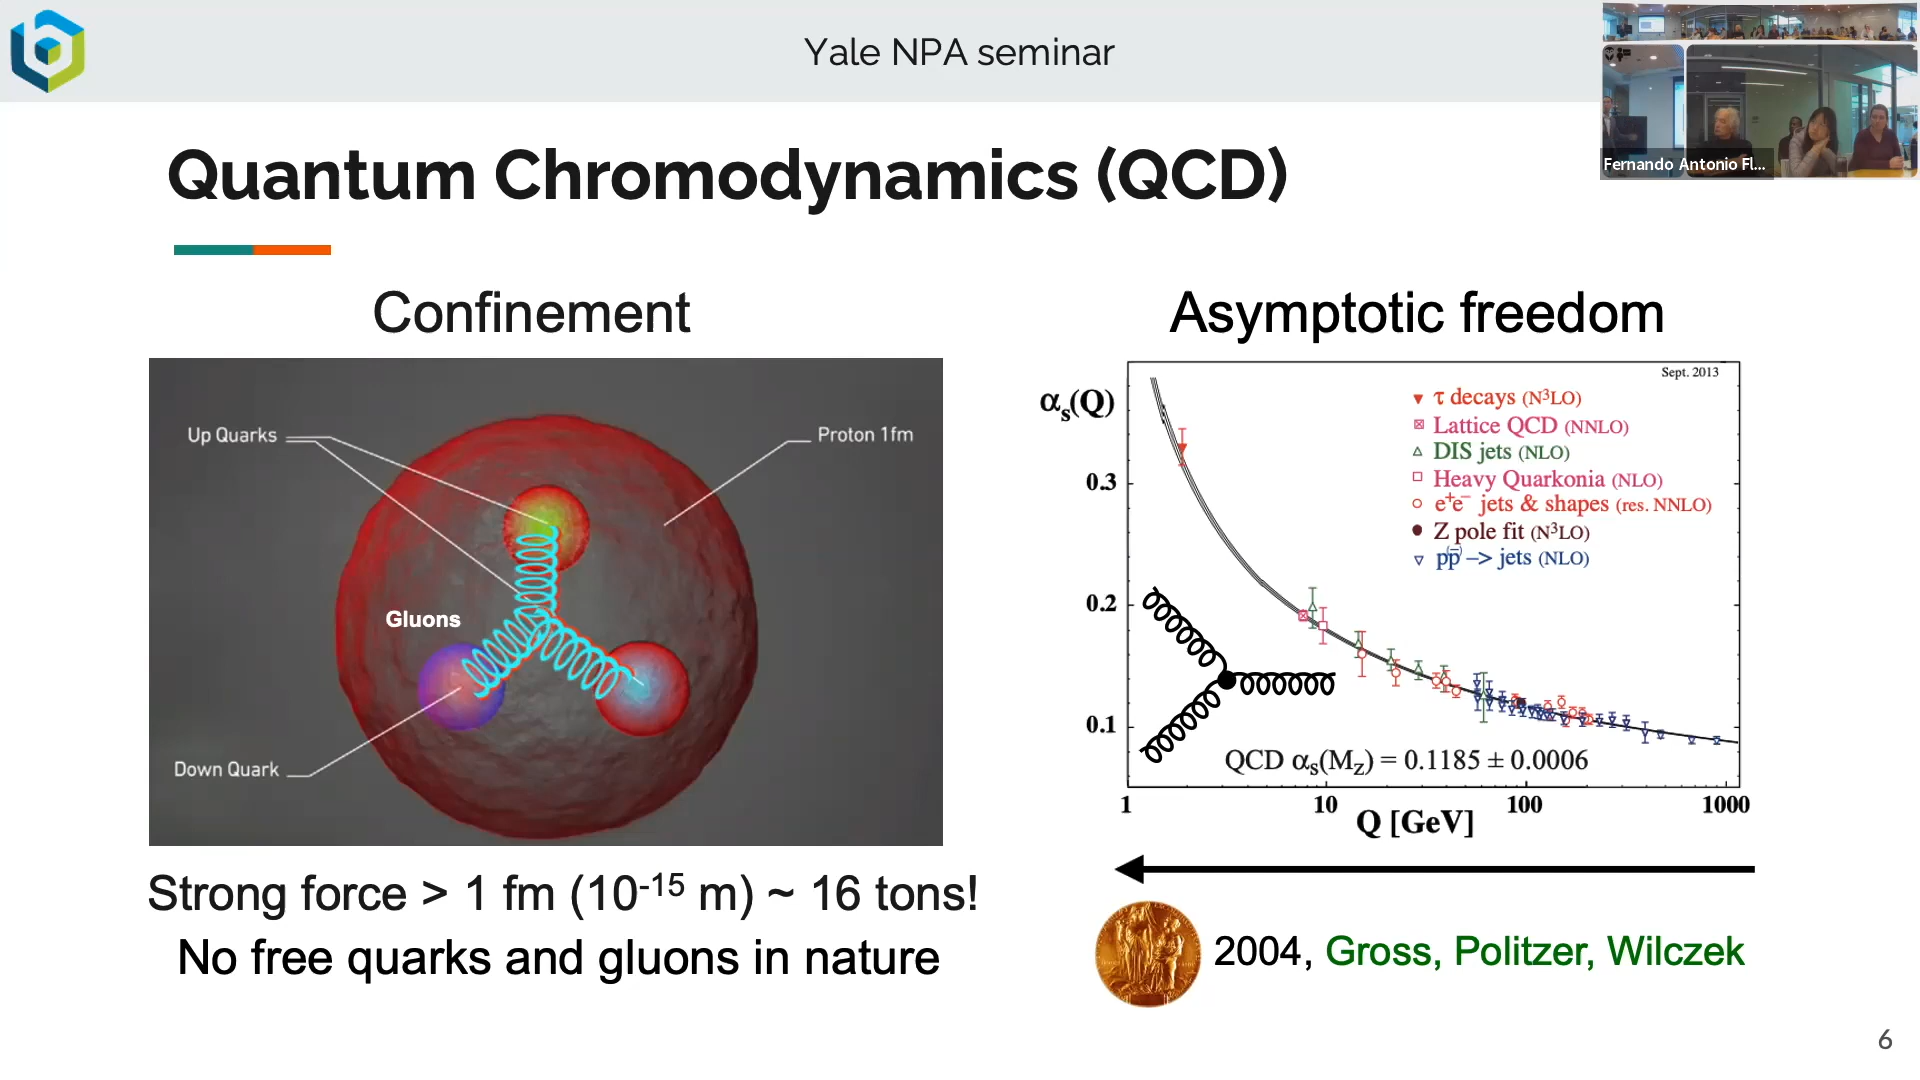 Yale NPA seminar
Fernando Antonio Fl...
Quantum Chromodynamics (QCD)
Confinement
Up Quarks
Proton 1fm
Gluons
Down Quark
Strong force > 1 fm (10⁻¹⁵ m) ~ 16 tons!
No free quarks and gluons in nature
Asymptotic freedom
Sept. 2013
αₛ(Q)
τ decays (N³LO)
Lattice QCD (NNLO)
DIS jets (NLO)
Heavy Quarkonia (NLO)
e⁺e⁻ jets & shapes (res. NNLO)
Z pole fit (N³LO)
pp̄ –> jets (NLO)
0.3
0.2
0.1
QCD αₛ(M_Z) = 0.1185 ± 0.0006
1 10 100 1000
Q [GeV]
2004, Gross, Politzer, Wilczek
6